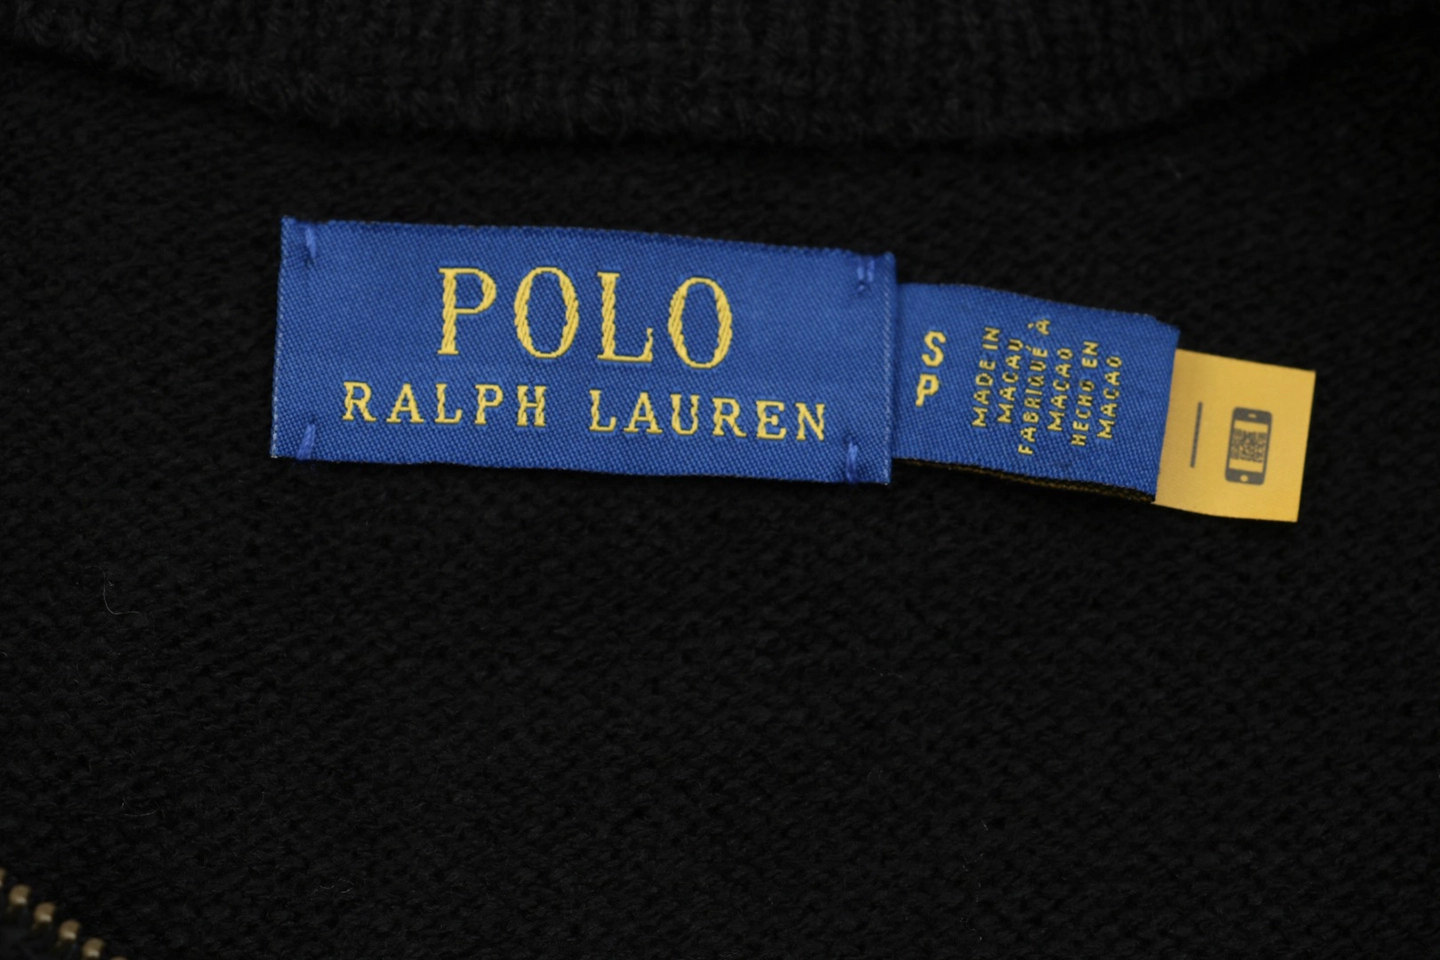 POLO
RALPH LAUREN
S
P
MADE IN
MACAU
FABRIQUÉ À
MACAO
HECHO EN
MACAO